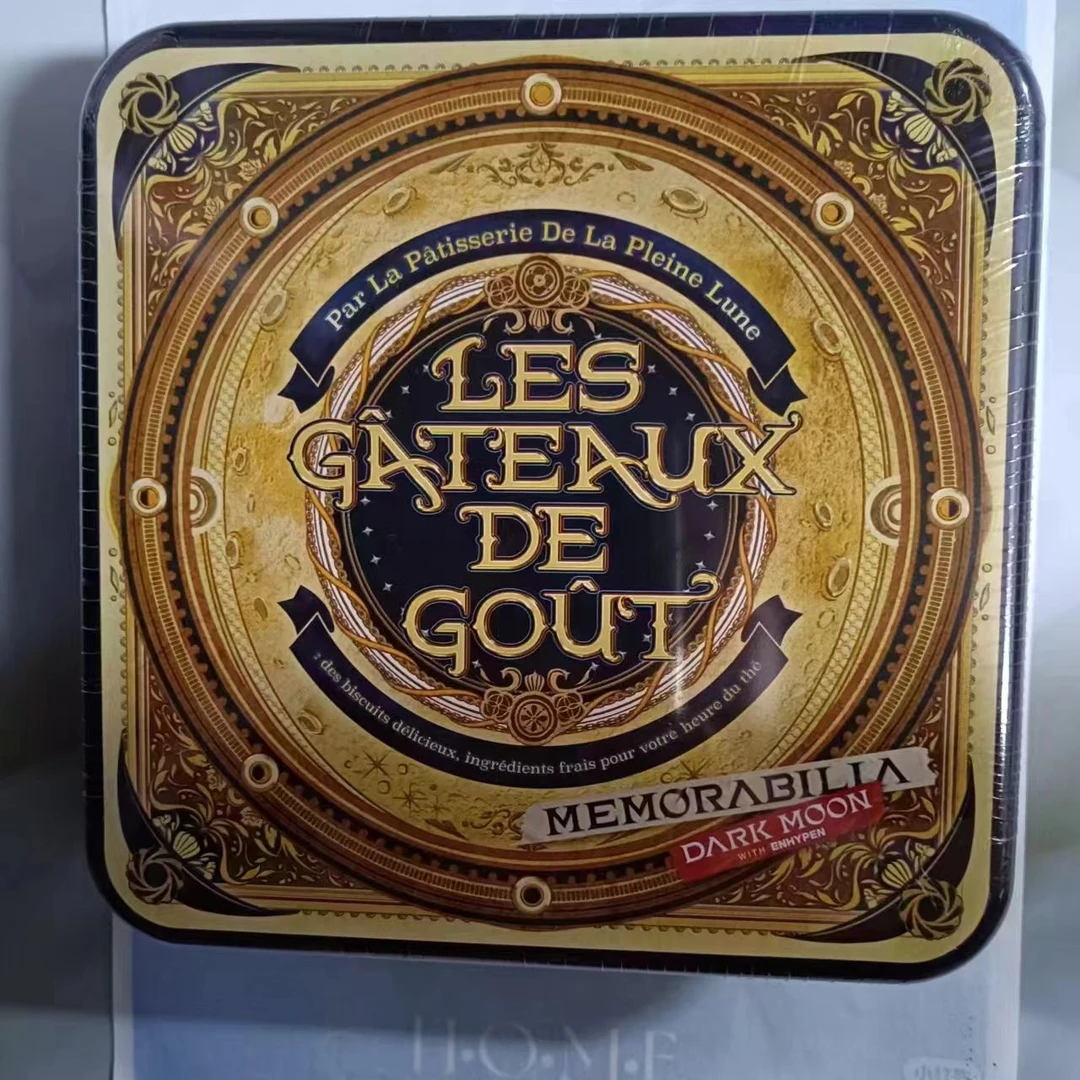 Par La Pâtisserie De La Pleine Lune
LES
GÂTEAUX
DE
GOÛT
: des biscuits délicieux, ingrédients frais pour votre heure du thé
MEMORABILIA
DARK MOON
WITH ENHYPEN
H·O·M·E